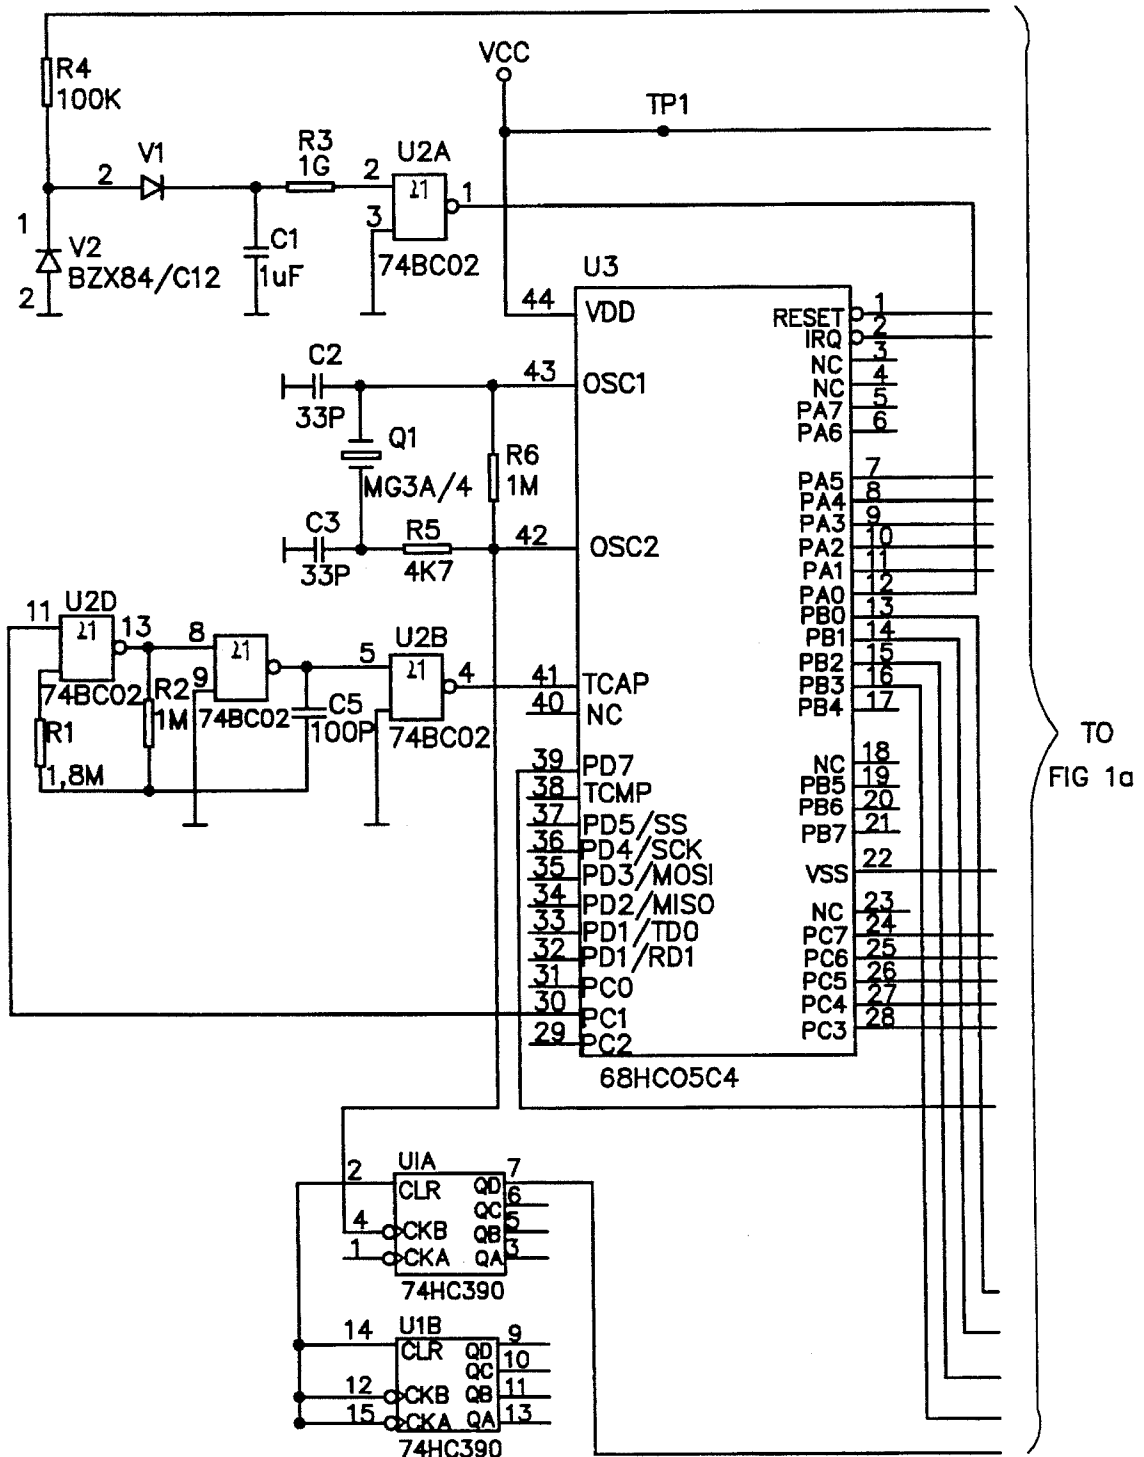 R4
100K
VCC
TP1
V1
2
R3
1G
2
U2A
21
1
3
74BC02
1
V2
BZX84/C12
2
C1
1uF
U3
44
VDD
C2
33P
43
OSC1
Q1
MG3A/4
R6
1M
C3
33P
R5
4K7
42
OSC2
11
U2D
21
13
74BC02
R1
1,8M
R2
1M
8
9
21
74BC02
C5
100P
5
U2B
21
4
74BC02
41
TCAP
40
NC
39
PD7
38
TCMP
37
PD5/SS
36
PD4/SCK
35
PD3/MOSI
34
PD2/MISO
33
PD1/TD0
32
PD1/RD1
31
PC0
30
PC1
29
PC2
RESET
1
IRQ
2
NC
3
NC
4
PA7
5
PA6
6
PA5
7
PA4
8
PA3
9
PA2
10
PA1
11
PA0
12
PB0
13
PB1
14
PB2
15
PB3
16
PB4
17
NC
18
PB5
19
PB6
20
PB7
21
VSS
22
NC
23
PC7
24
PC6
25
PC5
26
PC4
27
PC3
28
68HC05C4
TO
FIG 1a
U1A
2
CLR
QD
7
QC
6
4
CKB
QB
5
1
CKA
QA
3
74HC390
U1B
14
CLR
QD
9
QC
10
12
CKB
QB
11
15
CKA
QA
13
74HC390